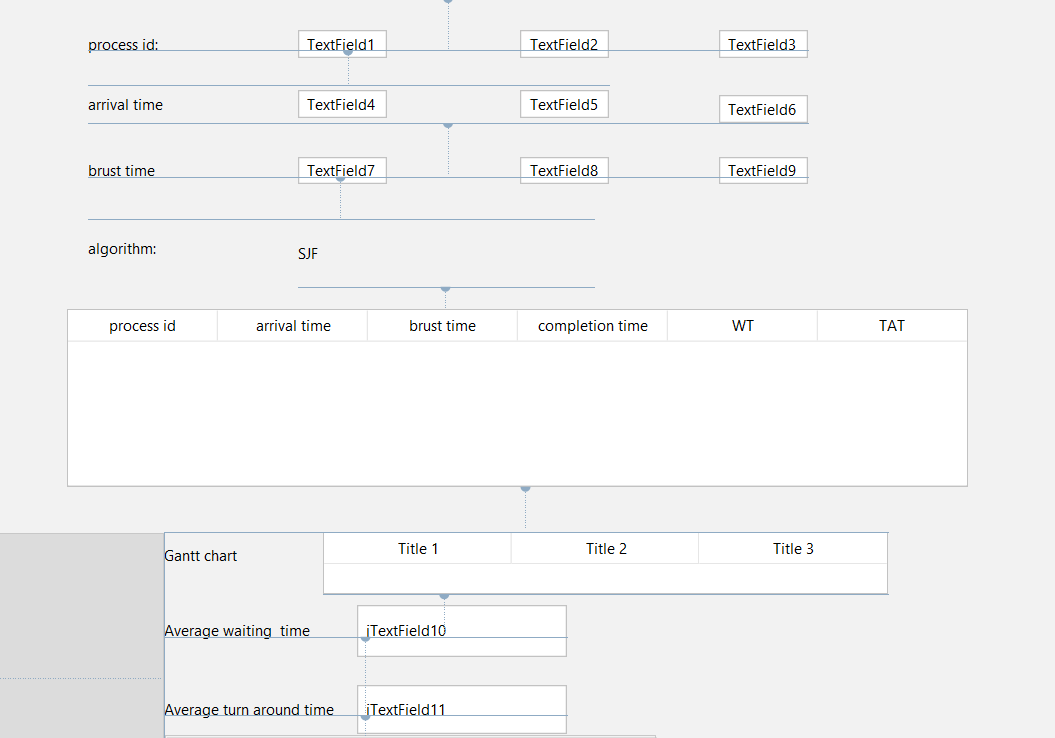 process id: TextField1 TextField2 TextField3
arrival time TextField4 TextField5 TextField6
brust time TextField7 TextField8 TextField9
algorithm: SJF
process id arrival time brust time completion time WT TAT
Gantt chart Title 1 Title 2 Title 3
Average waiting  time jTextField10
Average turn around time jTextField11